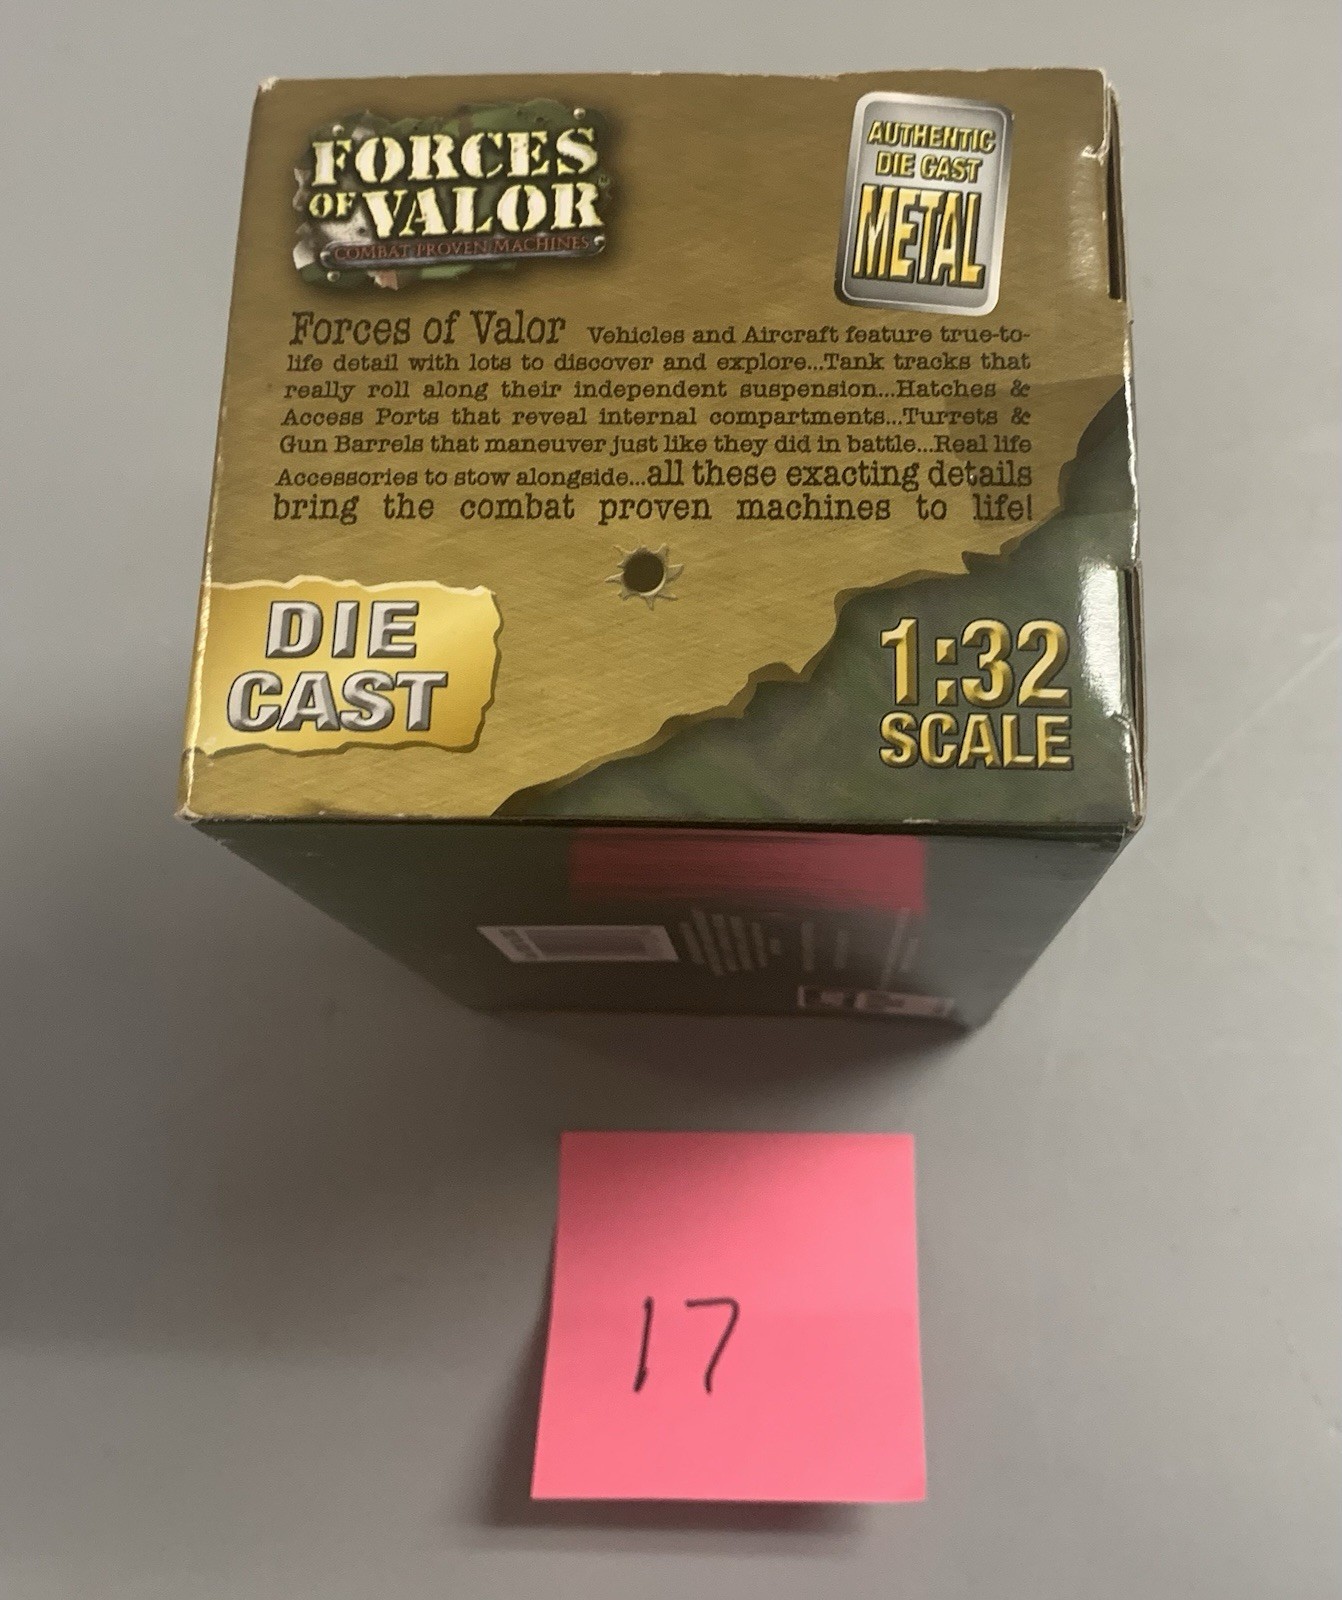 FORCES
OF VALOR™
COMBAT PROVEN MACHINES
AUTHENTIC
DIE CAST
METAL
Forces of Valor Vehicles and Aircraft feature true-to-
life detail with lots to discover and explore...Tank tracks that
really roll along their independent suspension...Hatches &
Access Ports that reveal internal compartments...Turrets &
Gun Barrels that maneuver just like they did in battle...Real life
Accessories to stow alongside...all these exacting details
bring the combat proven machines to life!
DIE
CAST
1:32
SCALE
17